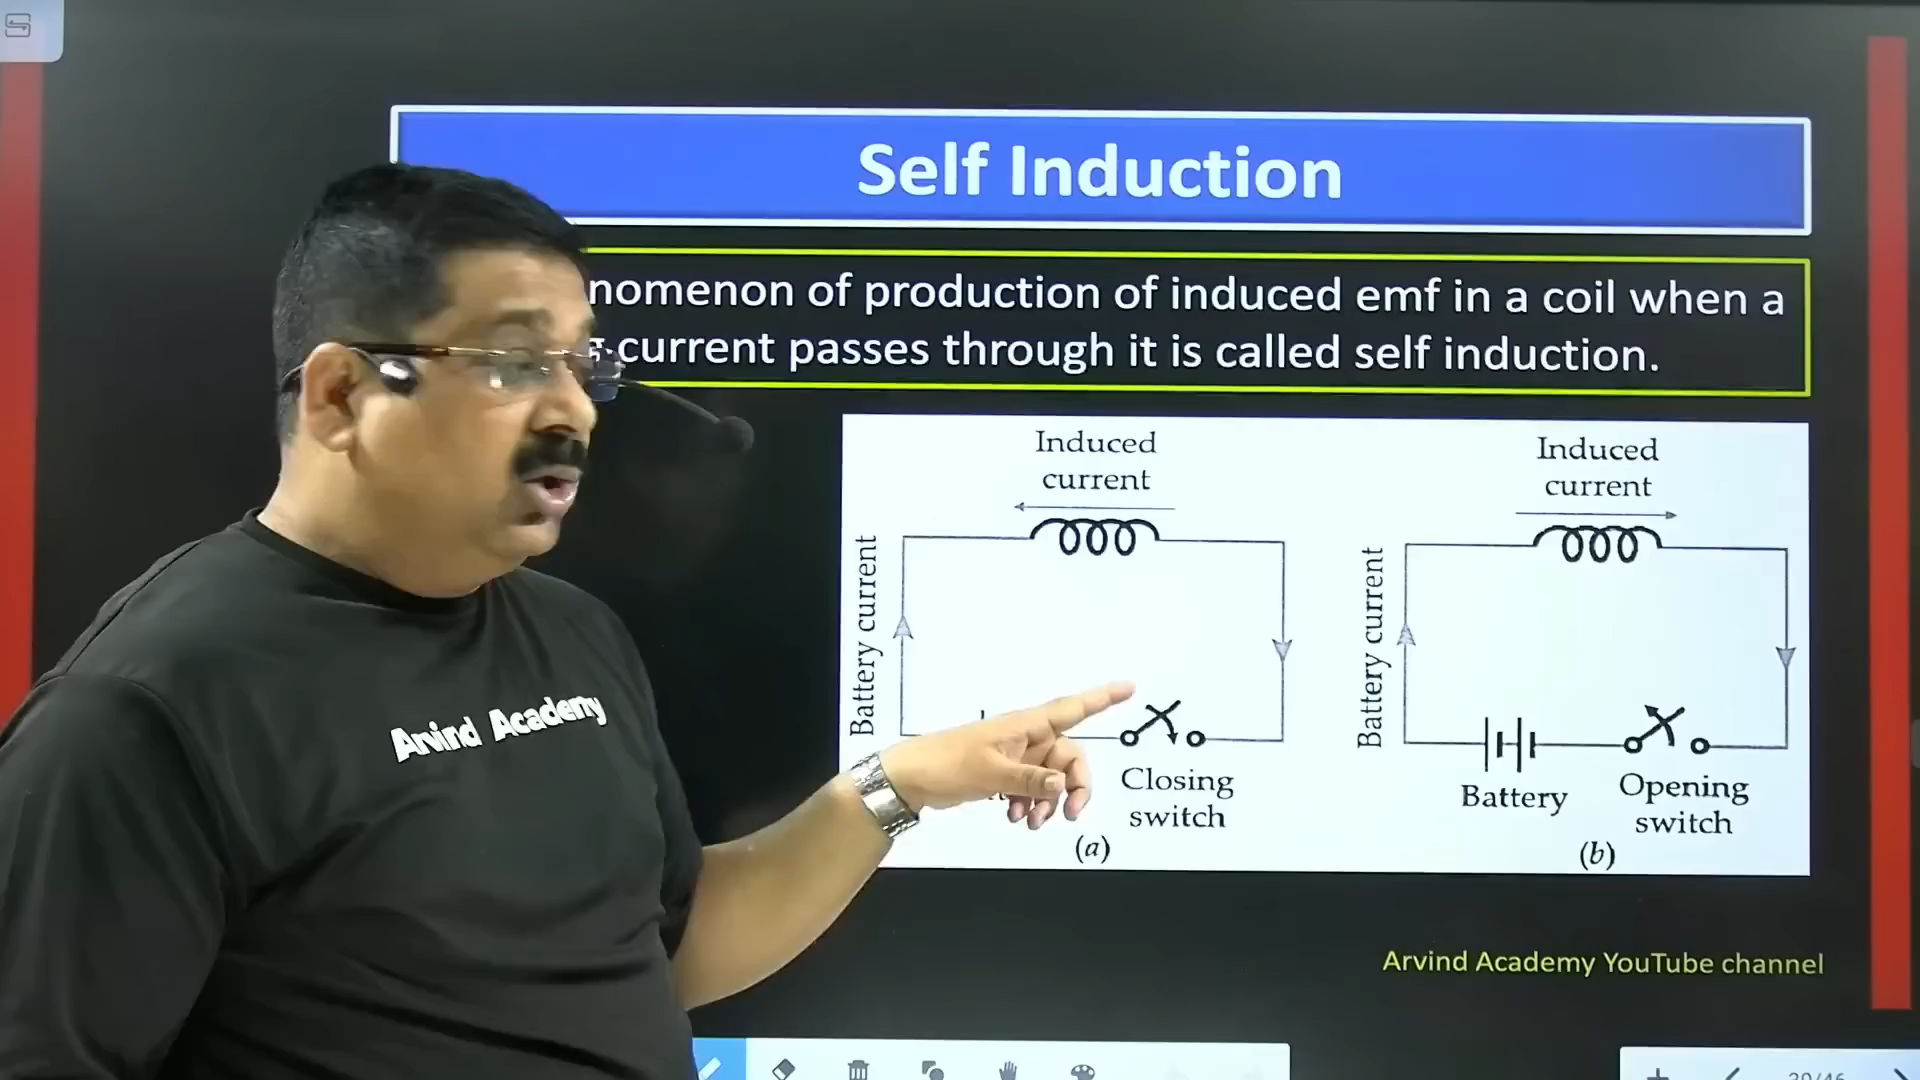 Self Induction
nomenon of production of induced emf in a coil when a
current passes through it is called self induction.
Induced
current
Battery current
Closing
switch
(a)
Induced
current
Battery current
Battery
Opening
switch
(b)
Arvind Academy
Arvind Academy YouTube channel